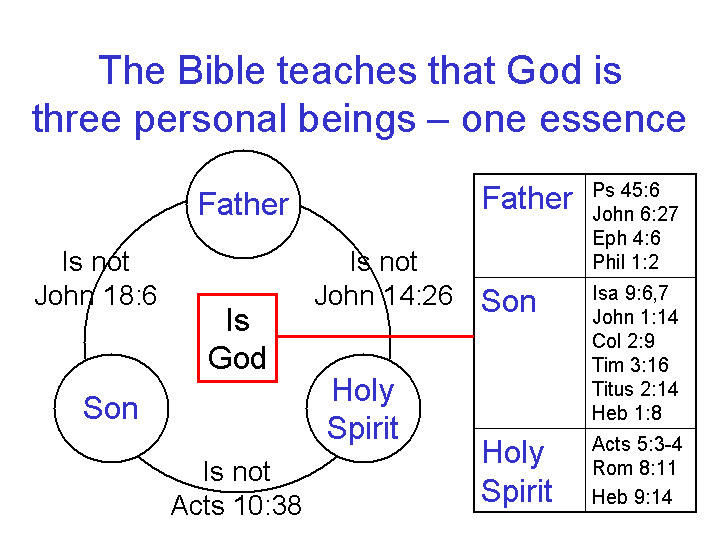 The Bible teaches that God is
three personal beings – one essence
Father
Is not
John 18:6
Is not
John 14:26
Is
God
Son
Holy
Spirit
Is not
Acts 10:38
Father
Ps 45:6
John 6:27
Eph 4:6
Phil 1:2
Son
Isa 9:6,7
John 1:14
Col 2:9
Tim 3:16
Titus 2:14
Heb 1:8
Holy
Spirit
Acts 5:3-4
Rom 8:11
Heb 9:14